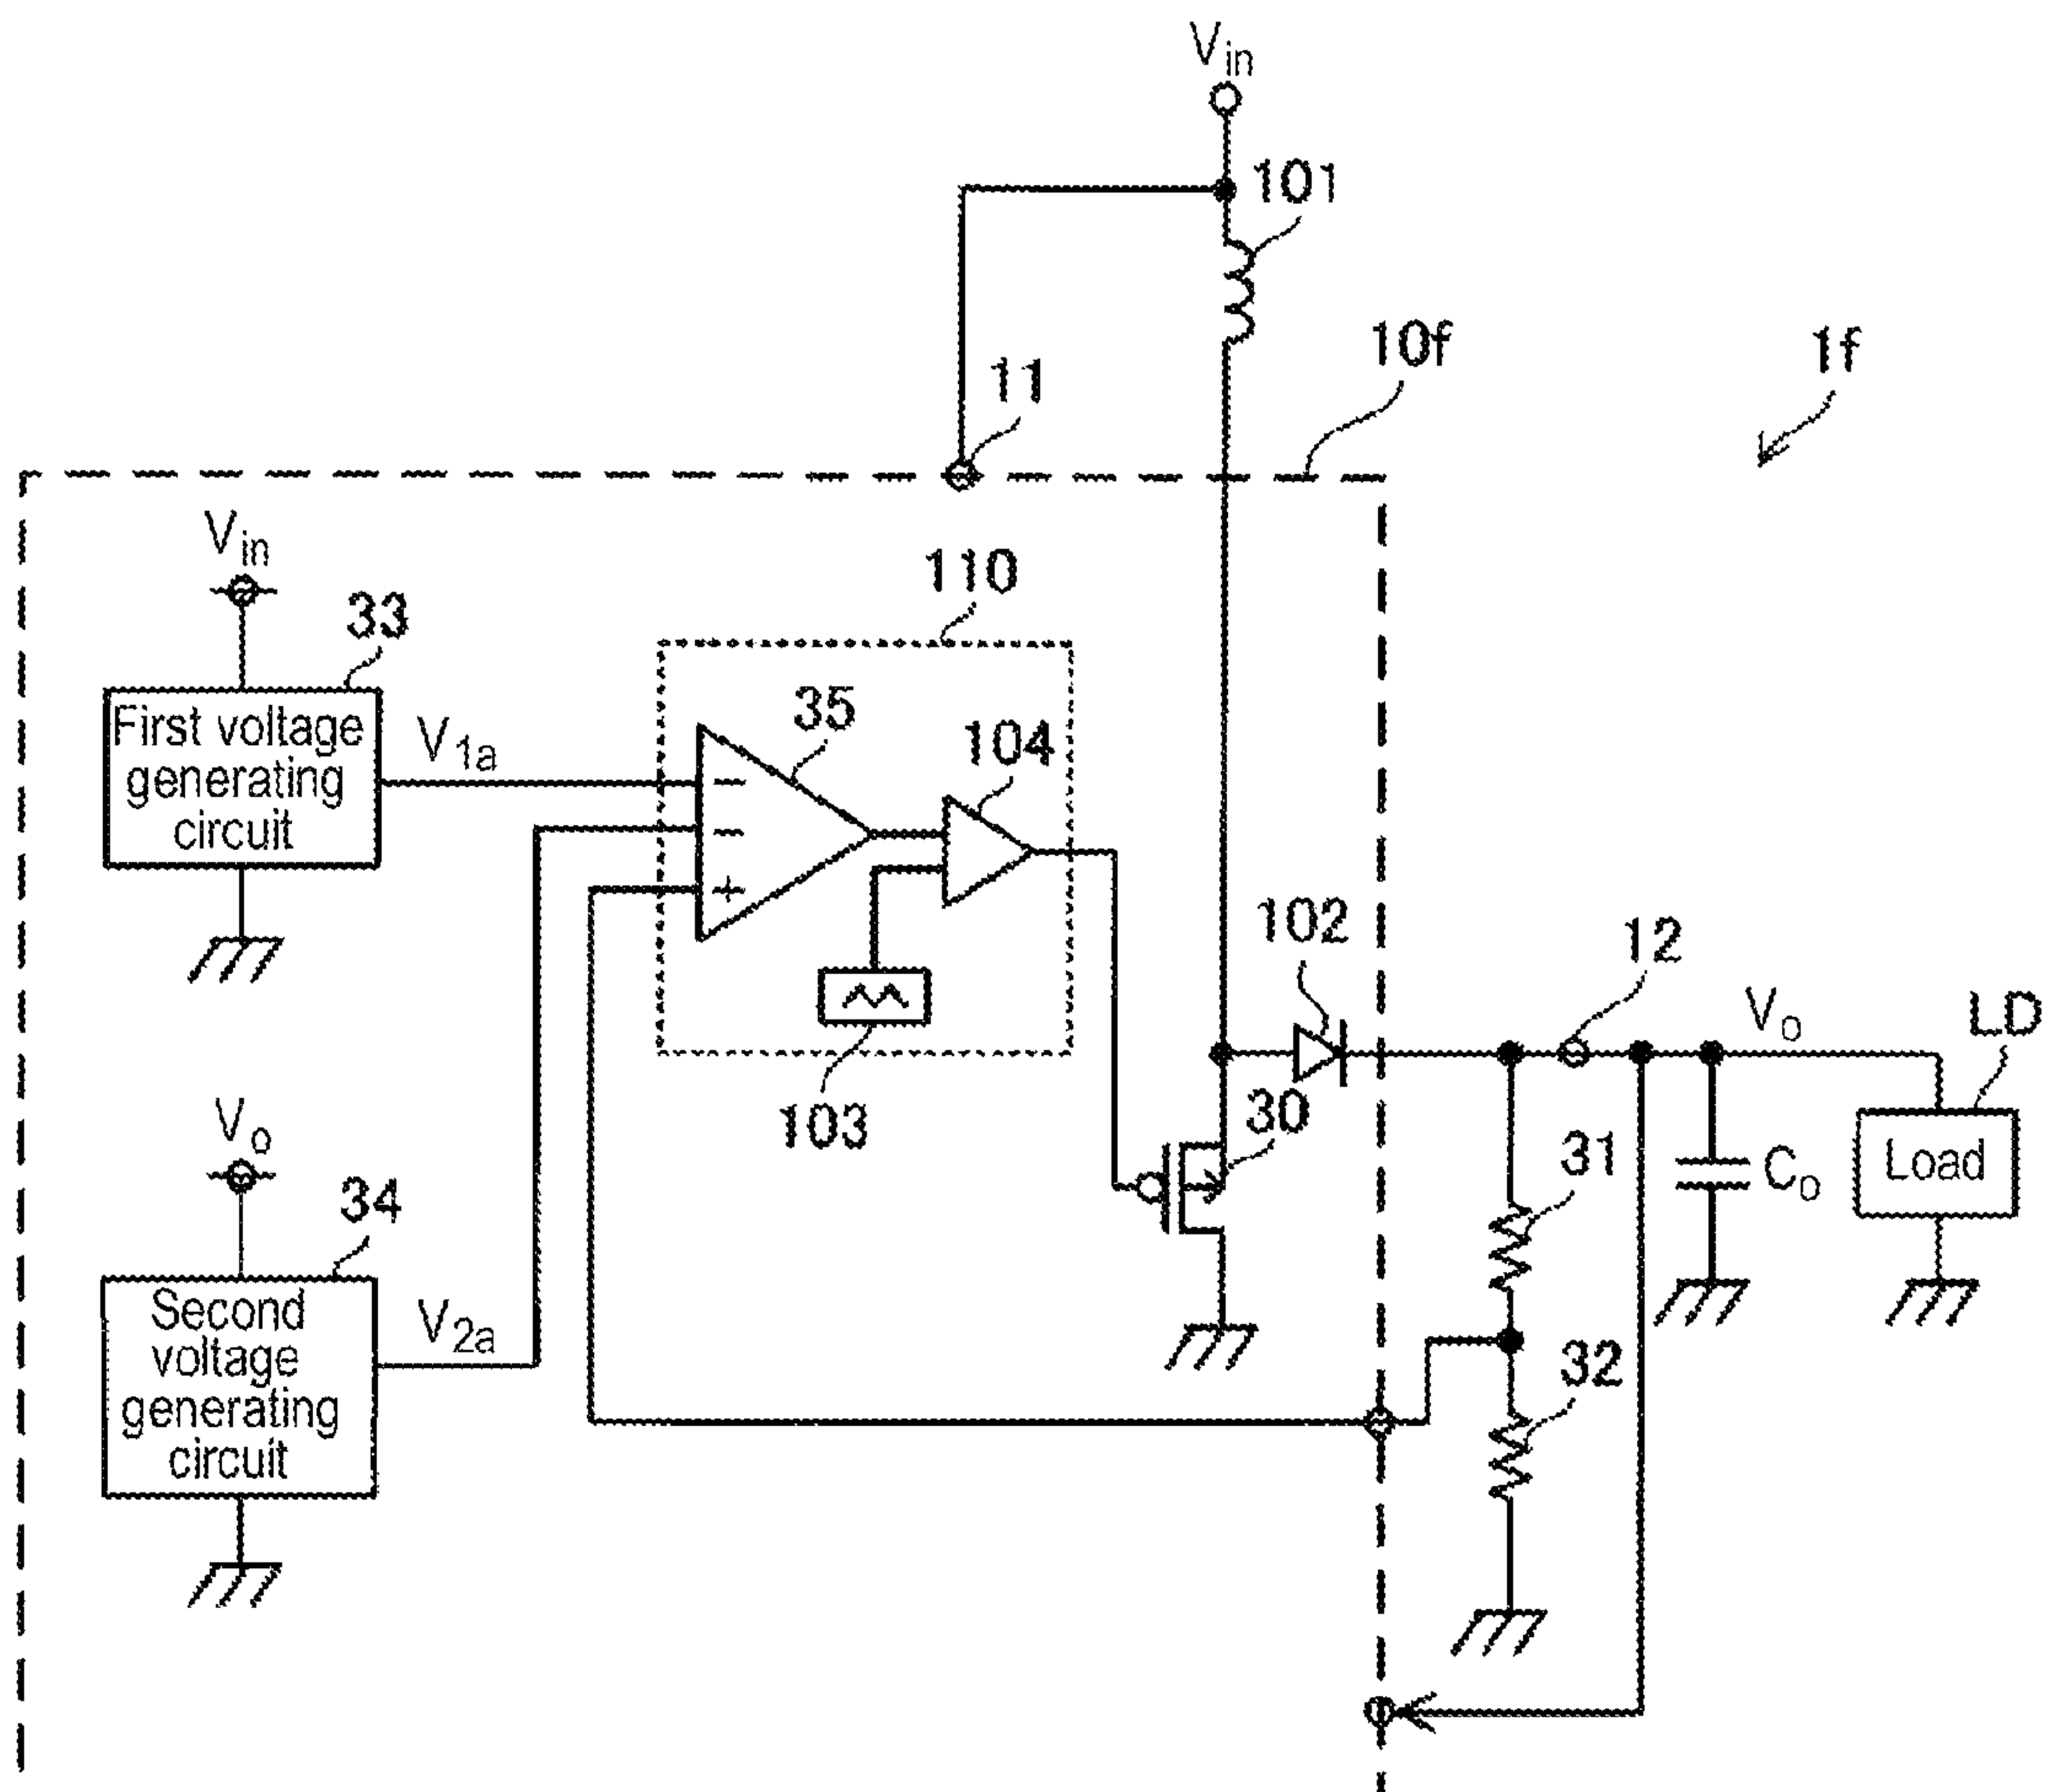 Vin
101
10f
1f
11
Vin
33
110
First voltage
generating
circuit
V1a
35
104
−
−
+
102
12
Vo
LD
103
30
Vo
34
31
Co
Load
Second
voltage
generating
circuit
V2a
32